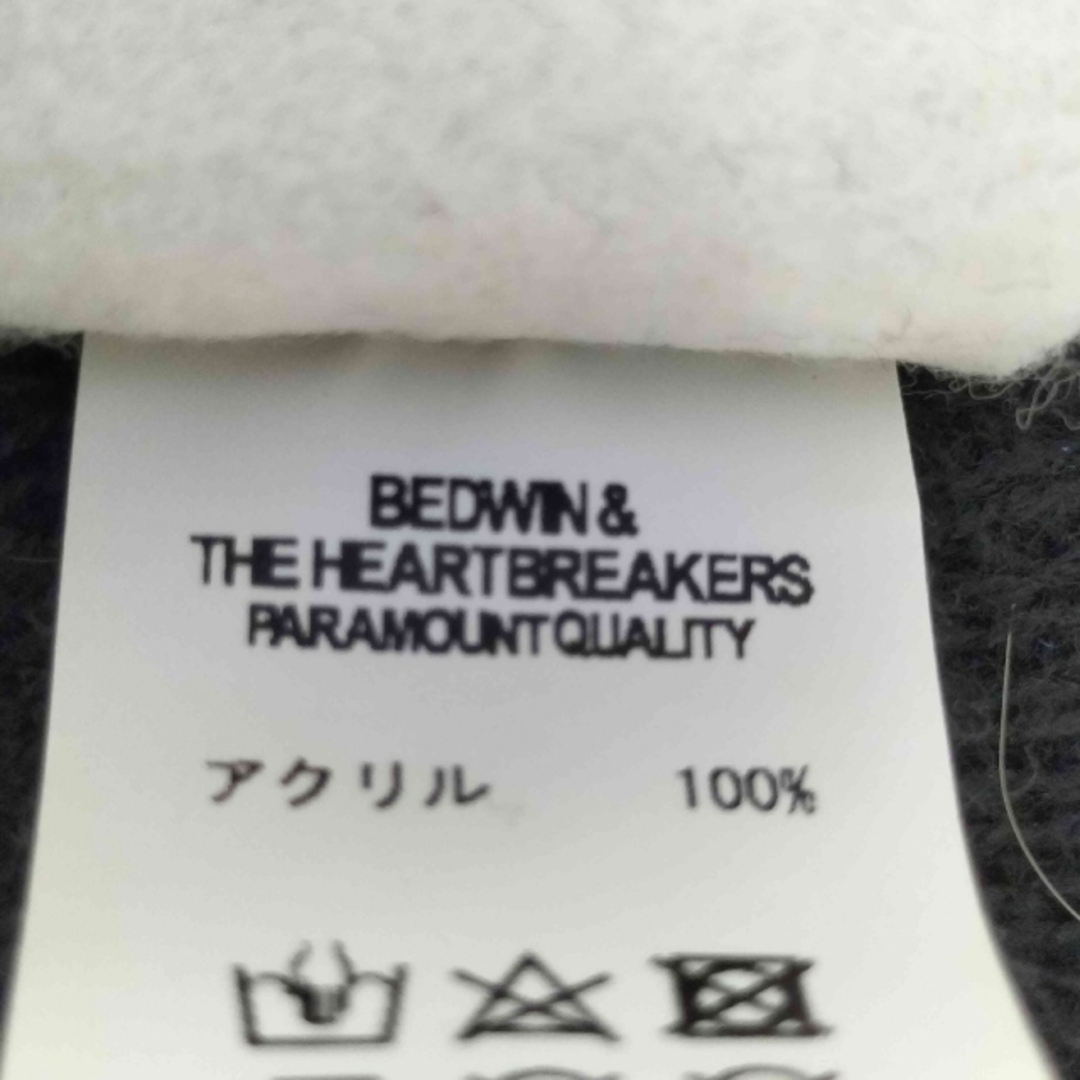 BEDWIN &
THE HEARTBREAKERS
PARAMOUNT QUALITY
アクリル 100%